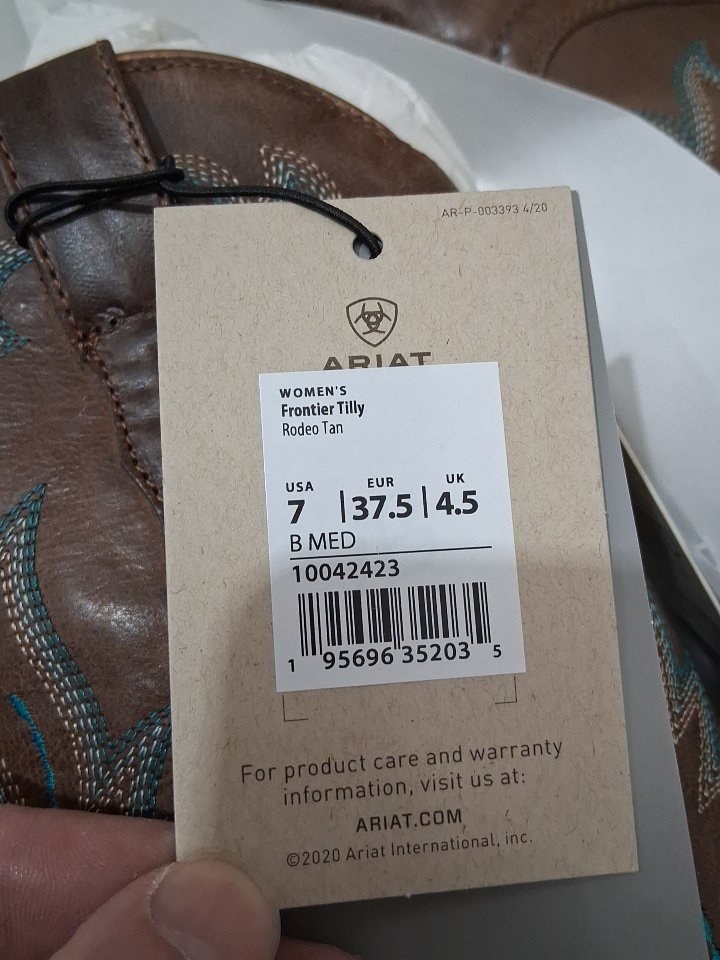 AR-P-003393 4/20
ARIAT
WOMEN'S
Frontier Tilly
Rodeo Tan
USA EUR UK
7 | 37.5 | 4.5
B MED
10042423
1 95696 35203 5
For product care and warranty
information, visit us at:
ARIAT.COM
©2020 Ariat International, inc.